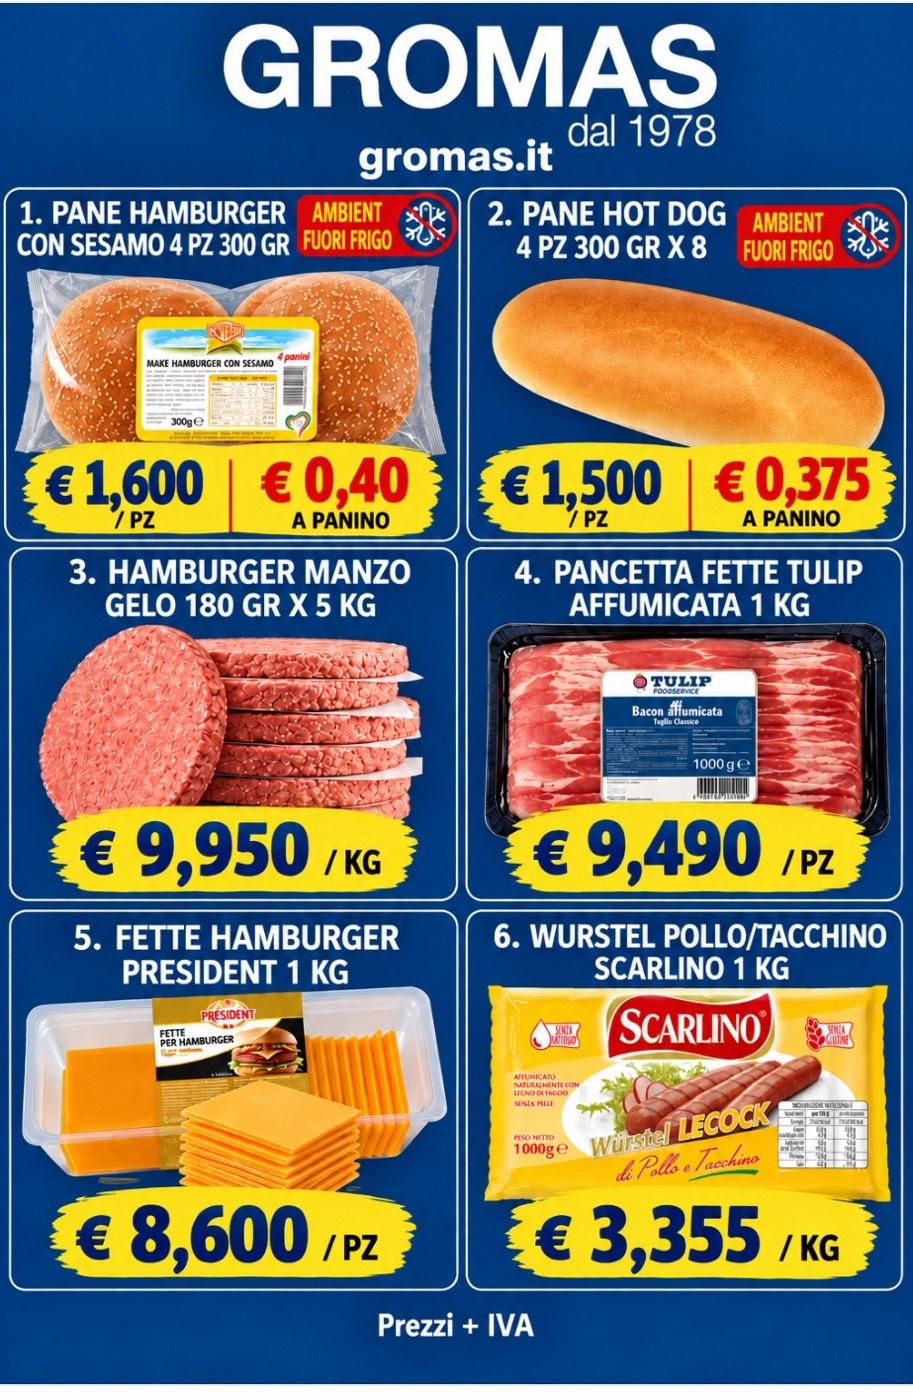 GROMAS
dal 1978
gromas.it
1. PANE HAMBURGER
CON SESAMO 4 PZ 300 GR
AMBIENT
FUORI FRIGO
MAKE HAMBURGER CON SESAMO
4 panini
300g e
€ 1,600
/ PZ
€ 0,40
A PANINO
2. PANE HOT DOG
4 PZ 300 GR X 8
AMBIENT
FUORI FRIGO
€ 1,500
/ PZ
€ 0,375
A PANINO
3. HAMBURGER MANZO
GELO 180 GR X 5 KG
€ 9,950 / KG
4. PANCETTA FETTE TULIP
AFFUMICATA 1 KG
TULIP
FOODSERVICE
Bacon affumicata
Taglio Classico
1000 g e
€ 9,490 / PZ
5. FETTE HAMBURGER
PRESIDENT 1 KG
PRESIDENT
FETTE
PER HAMBURGER
€ 8,600 / PZ
6. WURSTEL POLLO/TACCHINO
SCARLINO 1 KG
SENZA
SCARLINO®
SENZA
GLUTINE
AFFUMICATO
NATURALMENTE CON
LEGNO DI FAGGIO
SENZA PELLE
PESO NETTO
1000g e
Würstel LECOCK
di Pollo e Tacchino
€ 3,355 / KG
Prezzi + IVA